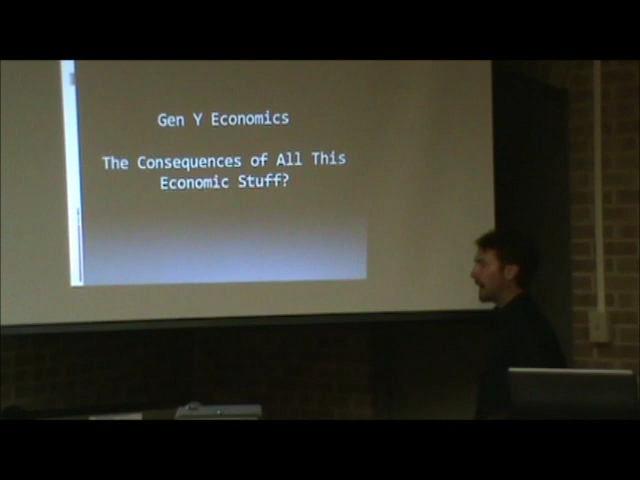 Gen Y Economics
The Consequences of All This
Economic Stuff?